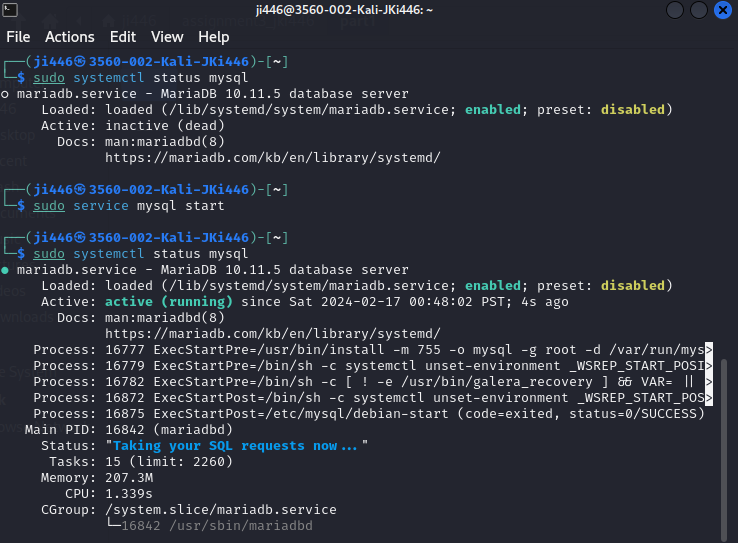 ji446@3560-002-Kali-JKi446: ~
File Actions Edit View Help
┌──(ji446㉿3560-002-Kali-JKi446)-[~]
└─$ sudo systemctl status mysql
○ mariadb.service - MariaDB 10.11.5 database server
Loaded: loaded (/lib/systemd/system/mariadb.service; enabled; preset: disabled)
Active: inactive (dead)
Docs: man:mariadbd(8)
https://mariadb.com/kb/en/library/systemd/
┌──(ji446㉿3560-002-Kali-JKi446)-[~]
└─$ sudo service mysql start
┌──(ji446㉿3560-002-Kali-JKi446)-[~]
└─$ sudo systemctl status mysql
● mariadb.service - MariaDB 10.11.5 database server
Loaded: loaded (/lib/systemd/system/mariadb.service; enabled; preset: disabled)
Active: active (running) since Sat 2024-02-17 00:48:02 PST; 4s ago
Docs: man:mariadbd(8)
https://mariadb.com/kb/en/library/systemd/
Process: 16777 ExecStartPre=/usr/bin/install -m 755 -o mysql -g root -d /var/run/mys>
Process: 16779 ExecStartPre=/bin/sh -c systemctl unset-environment _WSREP_START_POSI>
Process: 16782 ExecStartPre=/bin/sh -c [ ! -e /usr/bin/galera_recovery ] && VAR= || >
Process: 16872 ExecStartPost=/bin/sh -c systemctl unset-environment _WSREP_START_POS>
Process: 16875 ExecStartPost=/etc/mysql/debian-start (code=exited, status=0/SUCCESS)
Main PID: 16842 (mariadbd)
Status: "Taking your SQL requests now..."
Tasks: 15 (limit: 2260)
Memory: 207.3M
CPU: 1.339s
CGroup: /system.slice/mariadb.service
└─16842 /usr/sbin/mariadbd